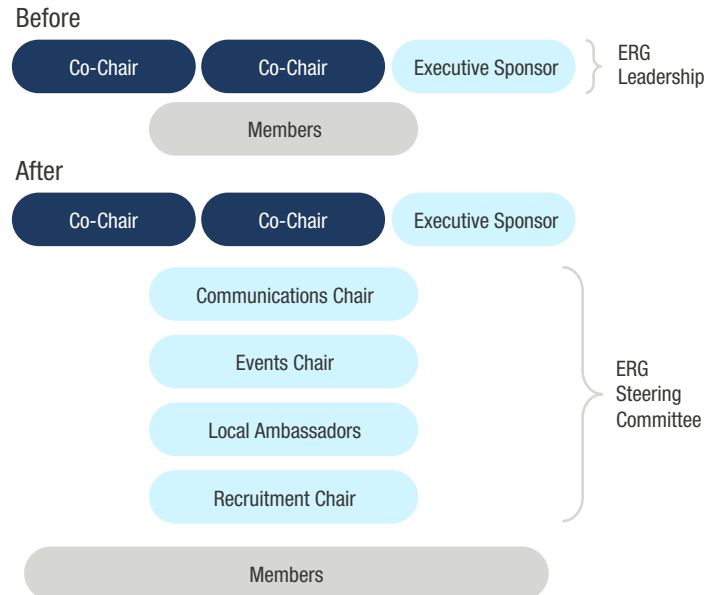 Before
Co-Chair
Co-Chair
Executive Sponsor
ERG
Leadership
Members
After
Co-Chair
Co-Chair
Executive Sponsor
Communications Chair
Events Chair
Local Ambassadors
Recruitment Chair
ERG
Steering
Committee
Members